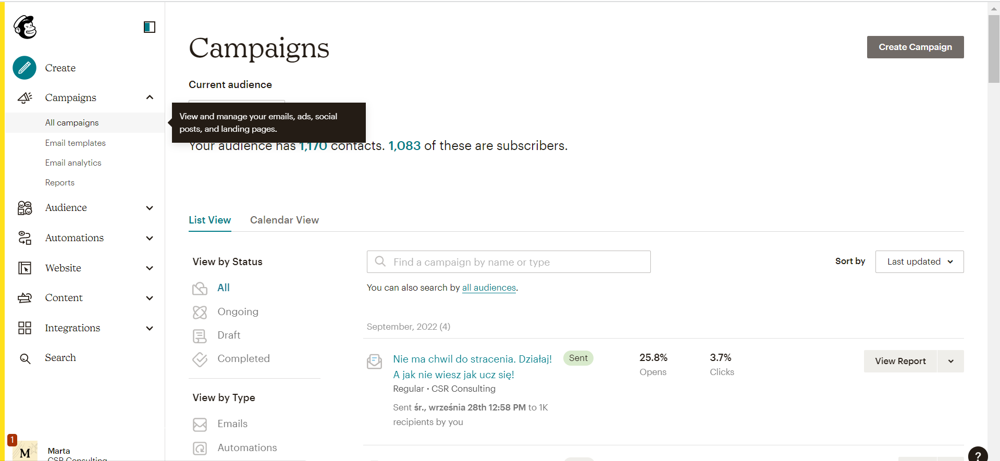 Create
Campaigns
All campaigns
Email templates
Email analytics
Reports
Audience
Automations
Website
Content
Integrations
Search
1
M
Marta
CSR Consulting
Campaigns
Create Campaign
Current audience
View and manage your emails, ads, social
posts, and landing pages.
Your audience has 1,170 contacts. 1,083 of these are subscribers.
List View
Calendar View
View by Status
All
Ongoing
Draft
Completed
View by Type
Emails
Automations
Find a campaign by name or type
Sort by
Last updated
You can also search by all audiences.
September, 2022 (4)
Nie ma chwil do stracenia. Działaj!
A jak nie wiesz jak ucz się!
Regular • CSR Consulting
Sent śr., września 28th 12:58 PM to 1K
recipients by you
Sent
25.8%
Opens
3.7%
Clicks
View Report
?